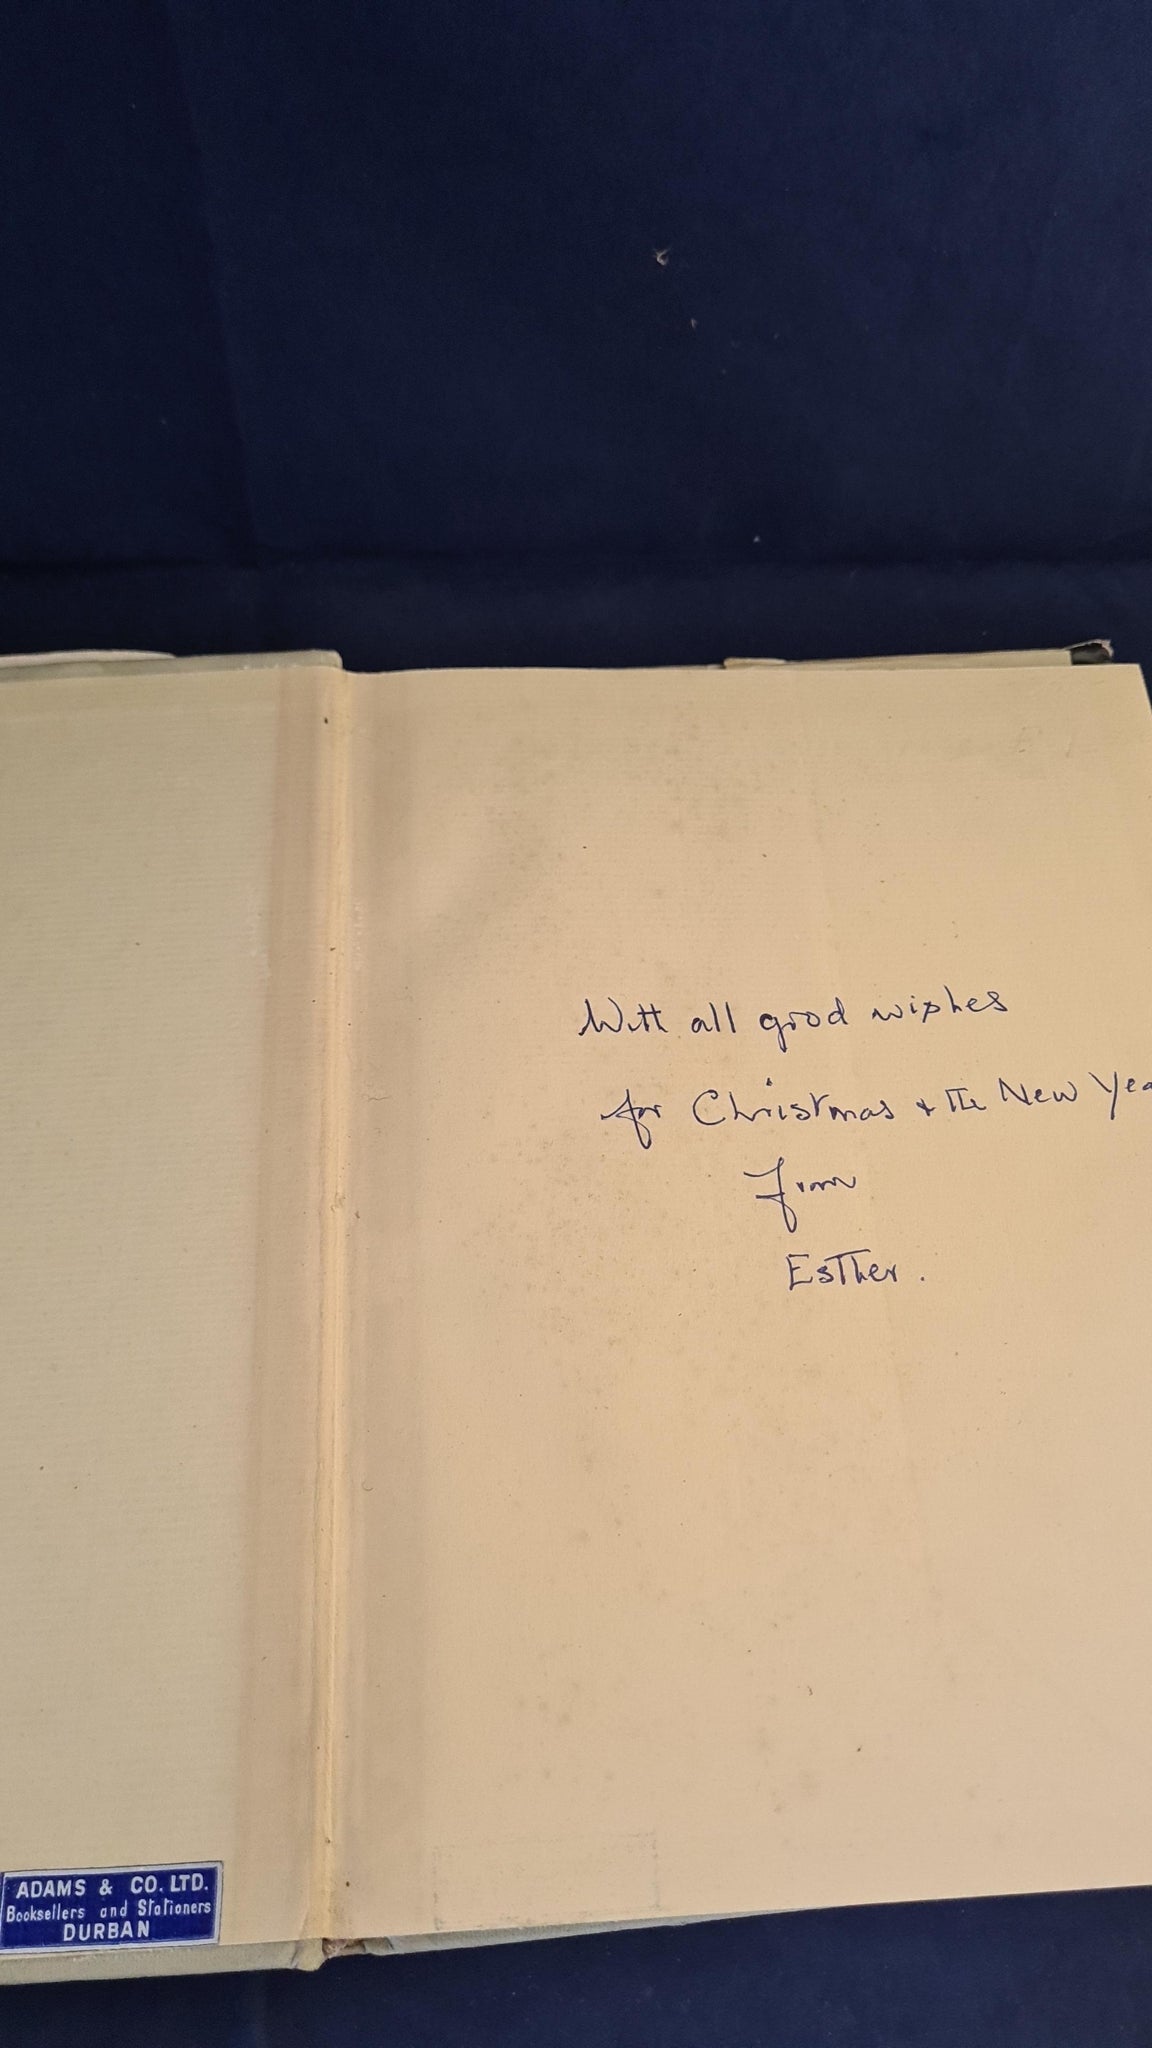 With all good wishes
for Christmas + the New Yea
from
Esther.
ADAMS & CO. LTD.
Booksellers and Stationers
DURBAN